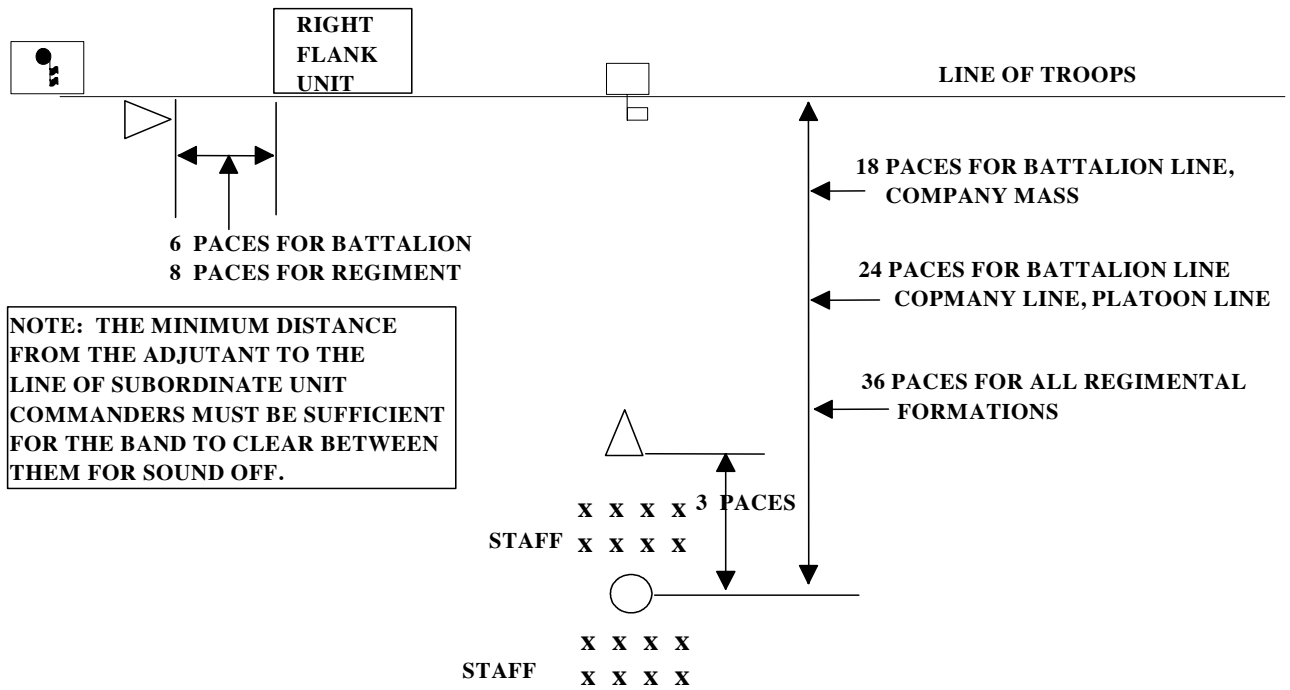 RIGHT
FLANK
UNIT
LINE OF TROOPS
18 PACES FOR BATTALION LINE,
COMPANY MASS
6 PACES FOR BATTALION
8 PACES FOR REGIMENT
24 PACES FOR BATTALION LINE
COPMANY LINE, PLATOON LINE
NOTE: THE MINIMUM DISTANCE
FROM THE ADJUTANT TO THE
LINE OF SUBORDINATE UNIT
COMMANDERS MUST BE SUFFICIENT
FOR THE BAND TO CLEAR BETWEEN
THEM FOR SOUND OFF.
36 PACES FOR ALL REGIMENTAL
FORMATIONS
X X X X 3 PACES
STAFF X X X X
X X X X
STAFF X X X X